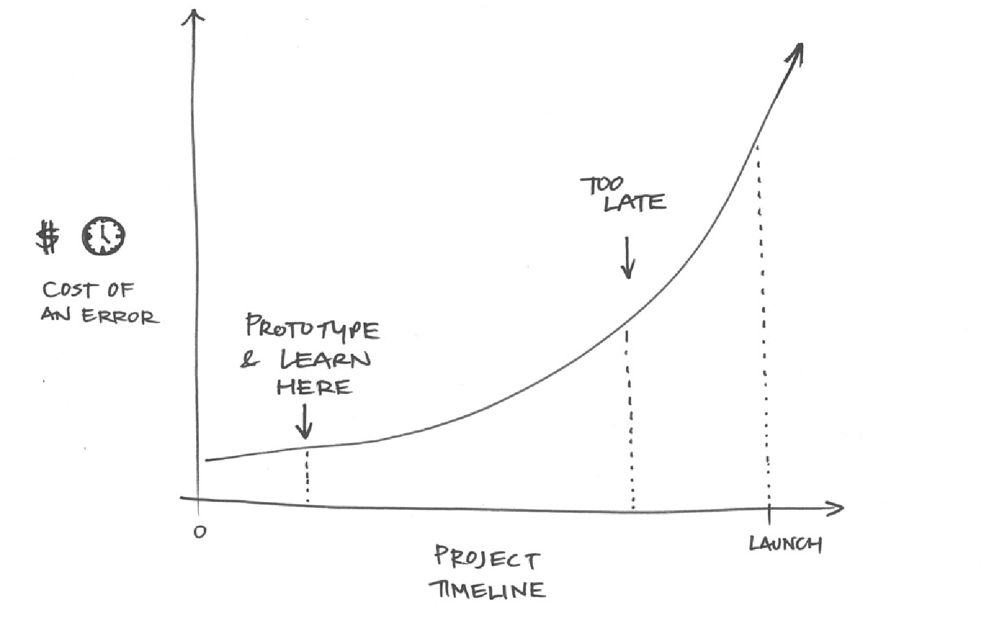 TOO
LATE
$
COST OF
AN ERROR
PROTOTYPE
& LEARN
HERE
0
LAUNCH
PROJECT
TIMELINE